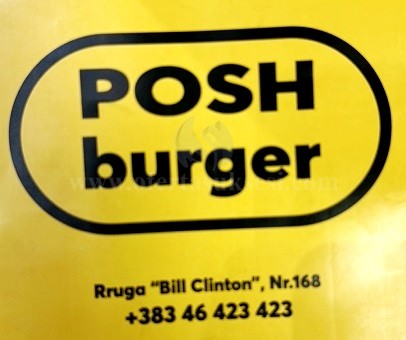 POSH
burger
Rruga "Bill Clinton", Nr.168
+383 46 423 423